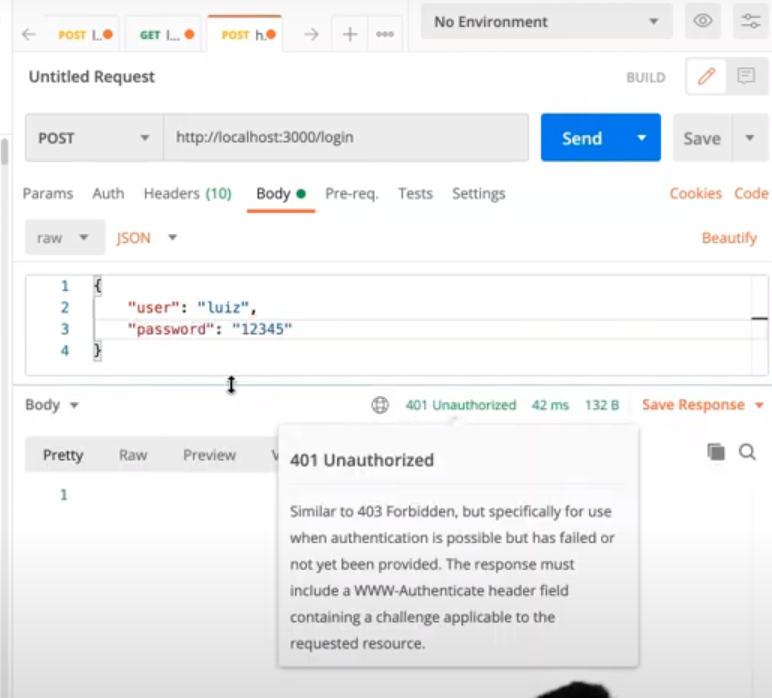 POST l.. GET l... POST h. + ooo No Environment
Untitled Request BUILD
POST http://localhost:3000/login Send Save
Params Auth Headers (10) Body Pre-req. Tests Settings Cookies Code
raw JSON Beautify
1 {
2 "user": "luiz",
3 "password": "12345"
4 }
Body 401 Unauthorized 42 ms 132 B Save Response
Pretty Raw Preview
1
401 Unauthorized
Similar to 403 Forbidden, but specifically for use
when authentication is possible but has failed or
not yet been provided. The response must
include a WWW-Authenticate header field
containing a challenge applicable to the
requested resource.